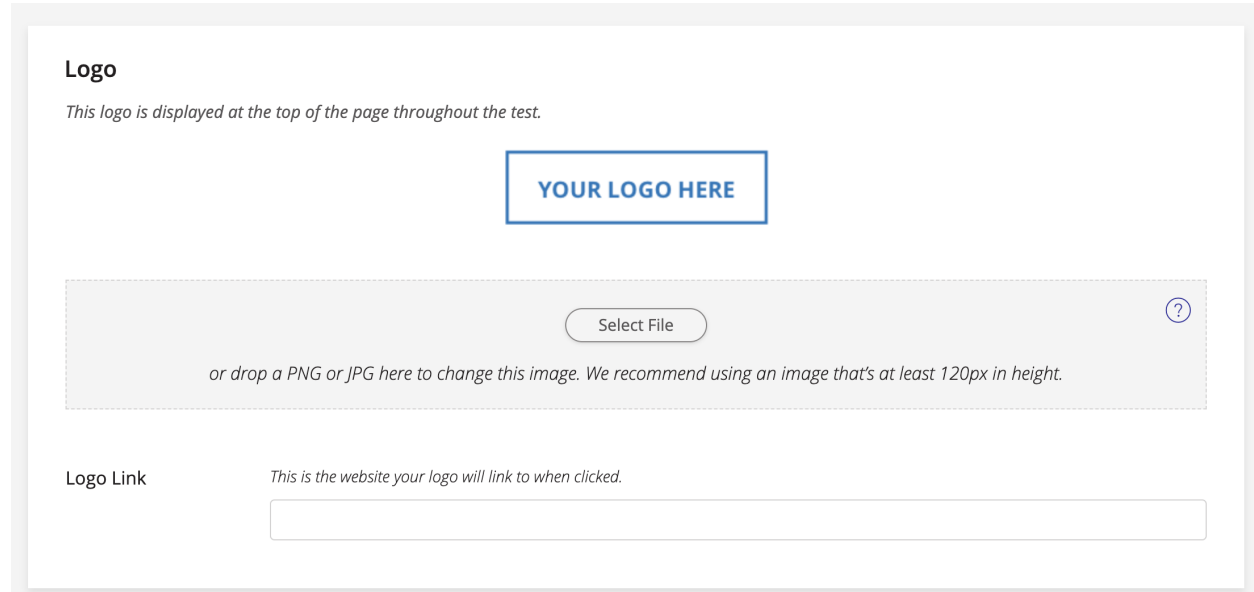 Logo
This logo is displayed at the top of the page throughout the test.
YOUR LOGO HERE
Select File
?
or drop a PNG or JPG here to change this image. We recommend using an image that's at least 120px in height.
Logo Link
This is the website your logo will link to when clicked.